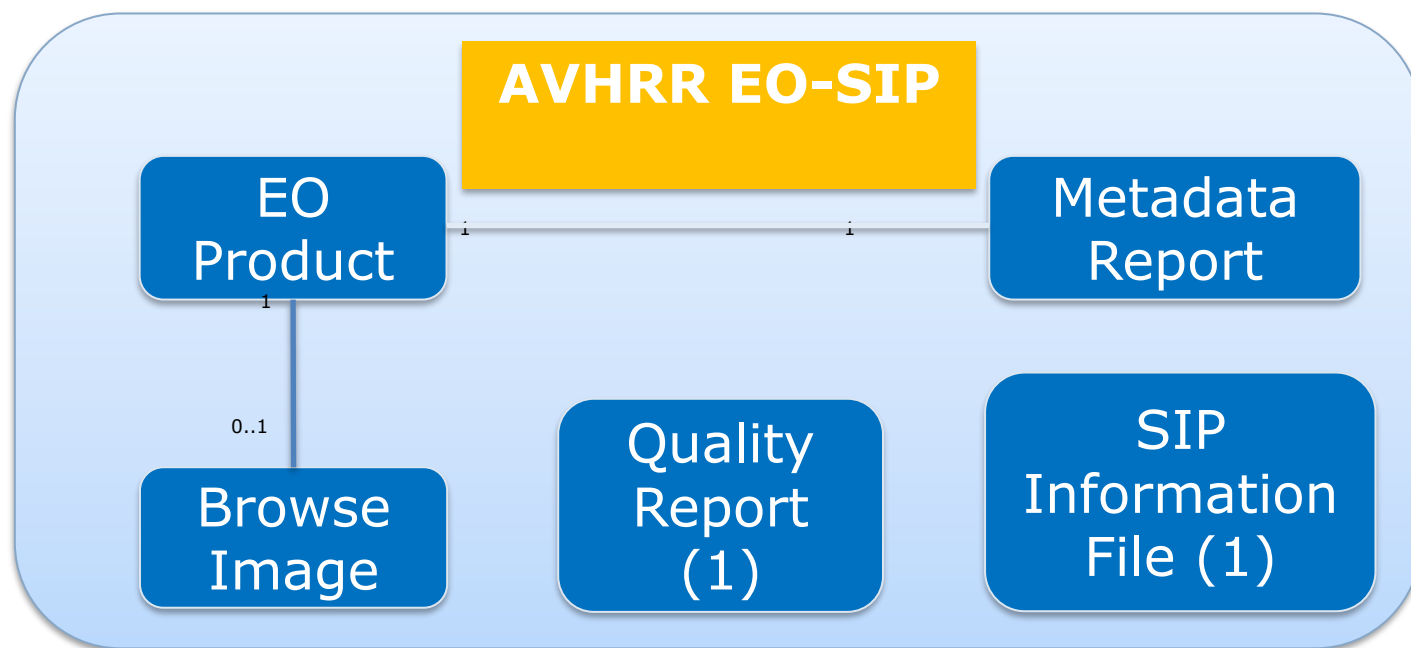 AVHRR EO-SIP
EO
Product
Metadata
Report
1
1
1
0..1
Browse
Image
Quality
Report
(1)
SIP
Information
File (1)